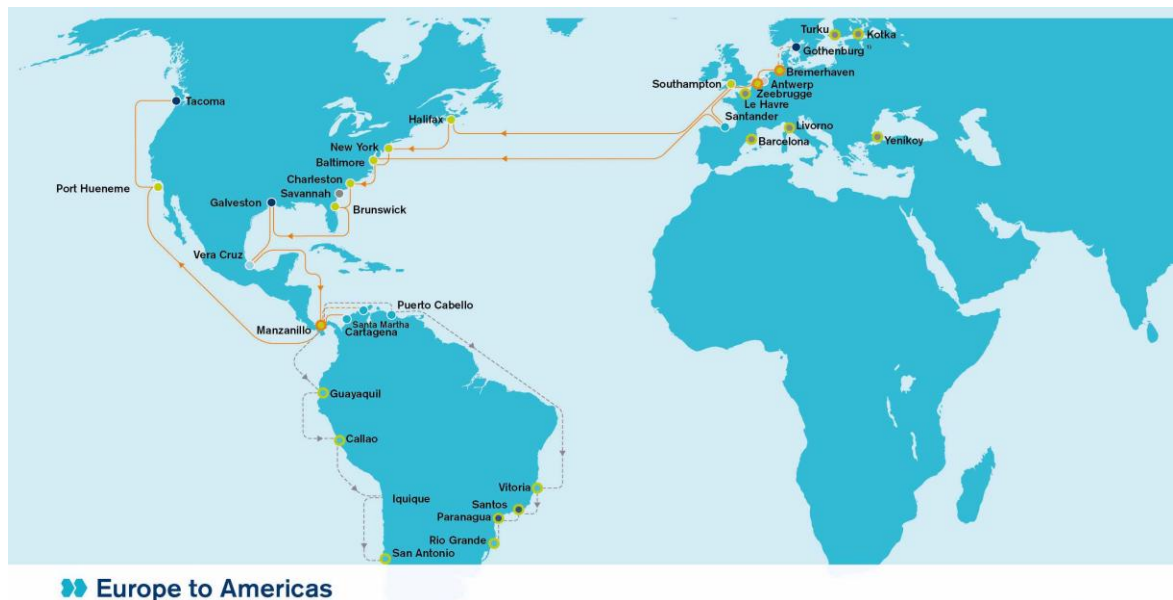 Turku
Kotka
Gothenburg
Bremerhaven
Southampton
Antwerp
Zeebrugge
Le Havre
Santander
Tacoma
Halifax
Livorno
Barcelona
Yenikoy
New York
Baltimore
Charleston
Savannah
Port Hueneme
Galveston
Brunswick
Vera Cruz
Puerto Cabello
Santa Martha
Manzanillo
Cartagena
Guayaquil
Callao
Iquique
Vitoria
Santos
Paranagua
Rio Grande
San Antonio
Europe to Americas